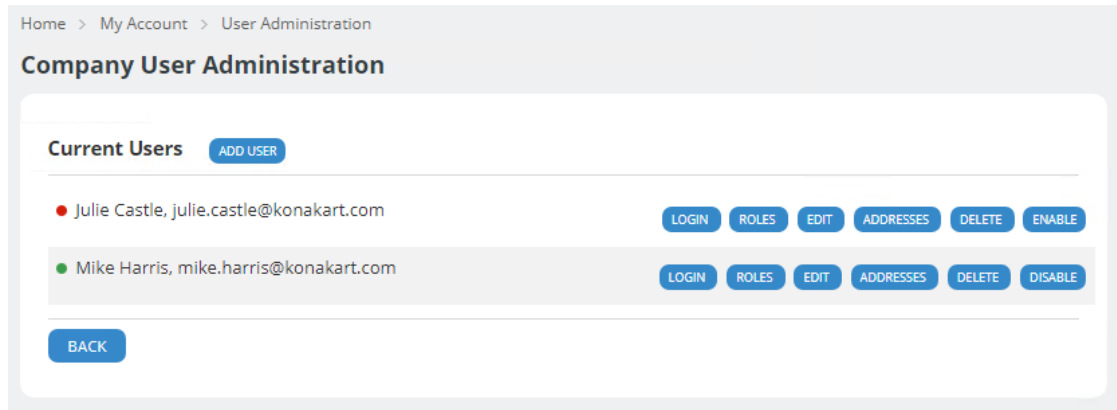 Home > My Account > User Administration
Company User Administration
Current Users ADD USER
Julie Castle, julie.castle@konakart.com LOGIN ROLES EDIT ADDRESSES DELETE ENABLE
Mike Harris, mike.harris@konakart.com LOGIN ROLES EDIT ADDRESSES DELETE DISABLE
BACK